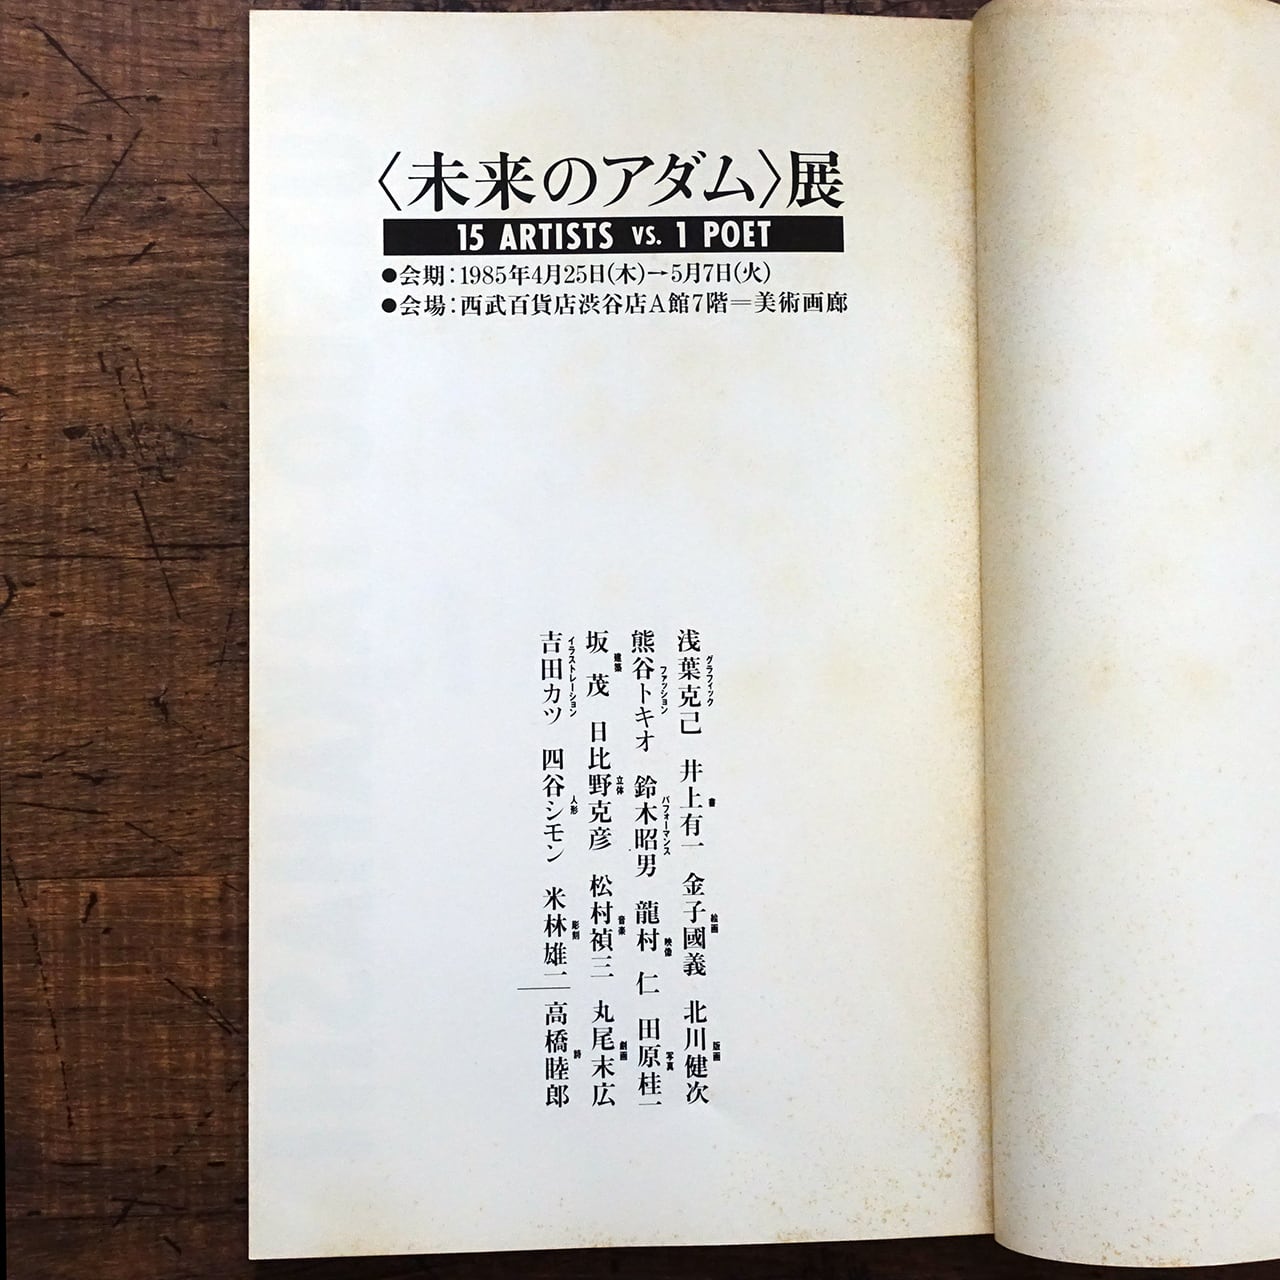 〈未来のアダム〉展
15 ARTISTS VS. 1 POET
●会期：1985年4月25日(木)→5月7日(火)
●会場：西武百貨店渋谷店A館7階＝美術画廊
グラフィック 書 絵画 版画
浅葉克己 井上有一 金子國義 北川健次
ファッション パフォーマンス 映像 写真
熊谷トキオ 鈴木昭男 龍村 仁 田原桂一
建築 立体 音楽 劇画
坂 茂 日比野克彦 松村禎三 丸尾末広
イラストレーション 人形 彫刻 詩
吉田カツ 四谷シモン 米林雄二 高橋睦郎